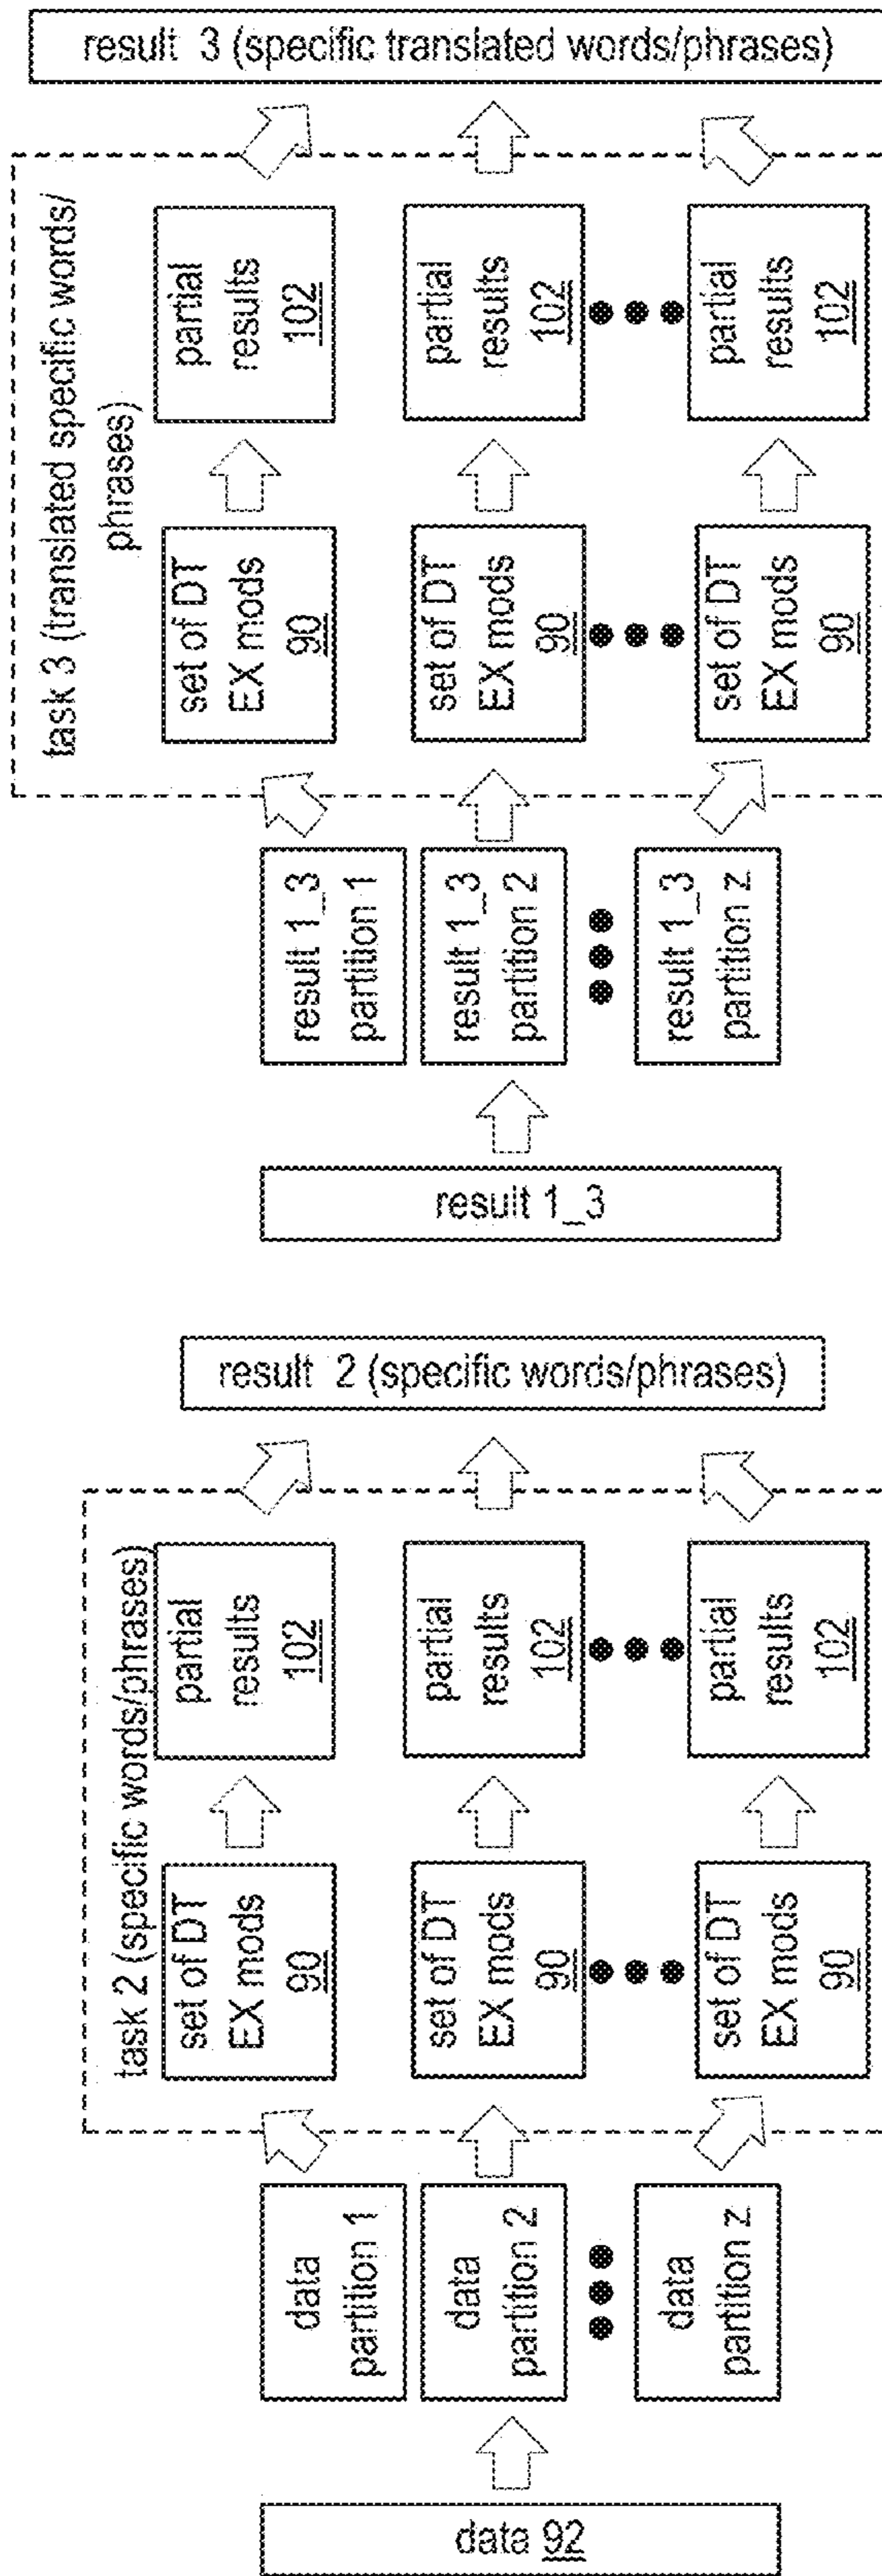 data 92
data
partition 1
data
partition 2
data
partition z
task 2 (specific words/phrases)
set of DT
EX mods
90
set of DT
EX mods
90
set of DT
EX mods
90
partial
results
102
partial
results
102
partial
results
102
result 2 (specific words/phrases)
result 1_3
result 1_3
partition 1
result 1_3
partition 2
result 1_3
partition z
task 3 (translated specific words/
phrases)
set of DT
EX mods
90
set of DT
EX mods
90
set of DT
EX mods
90
partial
results
102
partial
results
102
partial
results
102
result 3 (specific translated words/phrases)